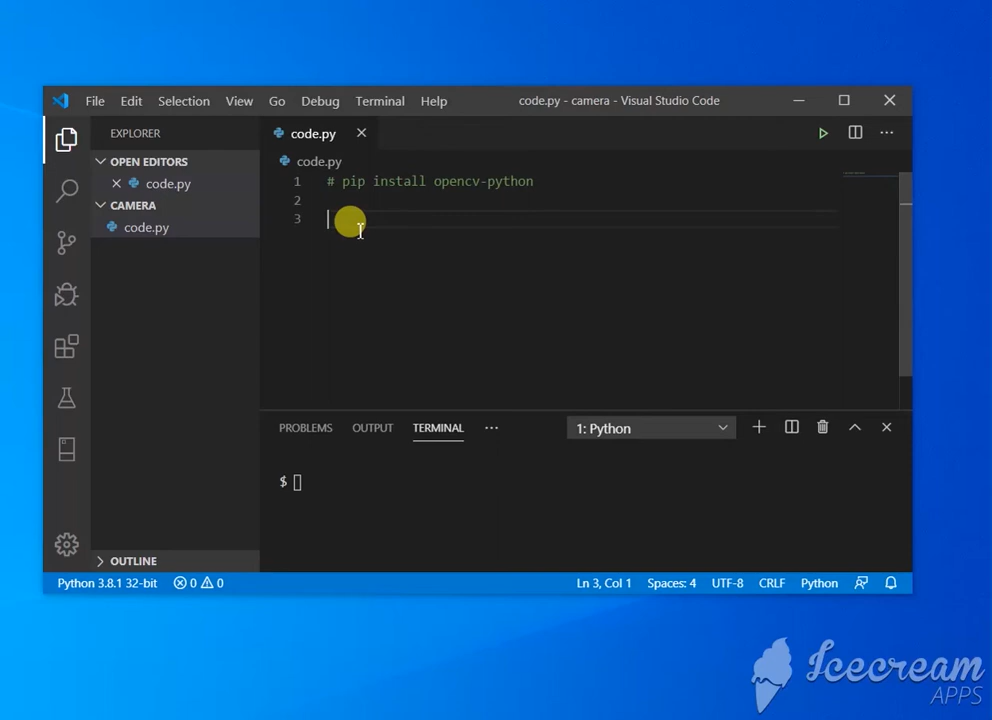 File Edit Selection View Go Debug Terminal Help code.py - camera - Visual Studio Code
EXPLORER
OPEN EDITORS
code.py
CAMERA
code.py
OUTLINE
code.py
code.py
1 # pip install opencv-python
2
3
PROBLEMS OUTPUT TERMINAL ... 1: Python
$
Python 3.8.1 32-bit 0 0 Ln 3, Col 1 Spaces: 4 UTF-8 CRLF Python
Icecream
APPS